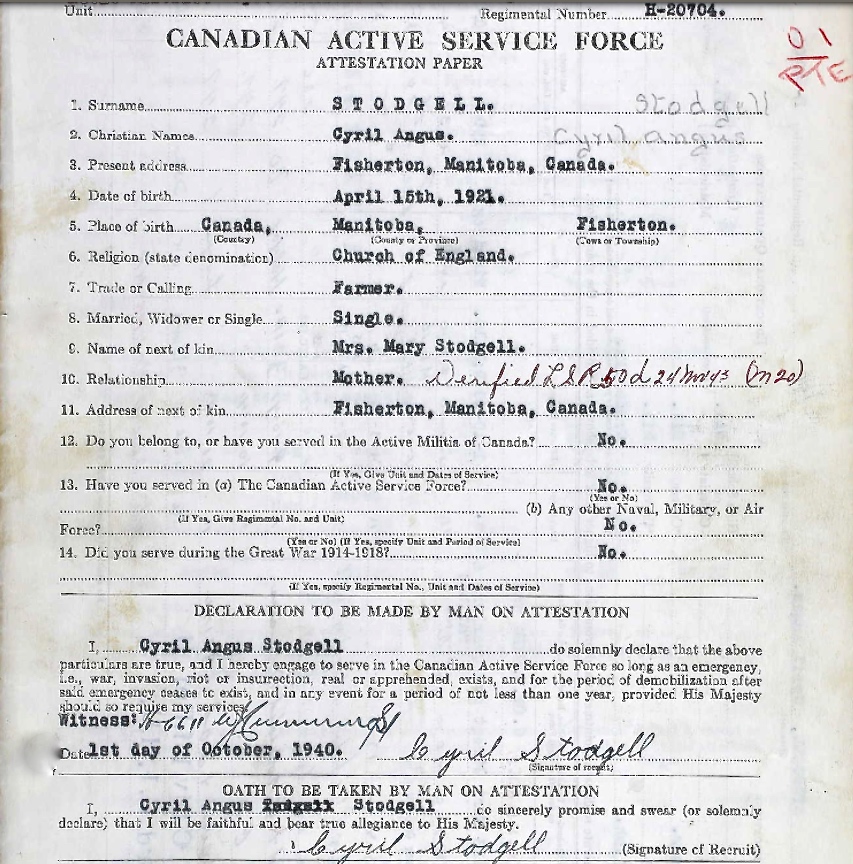 Unit Regimental Number H-20704.
CANADIAN ACTIVE SERVICE FORCE
ATTESTATION PAPER
01
PTE
1. Surname STODGELL. Stodgell
2. Christian Names Cyril Angus. Cyril Angus
3. Present address Fisherton, Manitoba, Canada.
4. Date of birth April 15th, 1921.
5. Place of birth Canada, Manitoba, Fisherton.
(Country) (County or Province) (Town or Township)
6. Religion (state denomination) Church of England.
7. Trade or Calling Farmer.
8. Married, Widower or Single Single.
9. Name of next of kin Mrs. Mary Stodgell.
10. Relationship Mother. Verified (M20)
11. Address of next of kin Fisherton, Manitoba, Canada.
12. Do you belong to, or have you served in the Active Militia of Canada? No.
(If Yes, Give Unit and Dates of Service)
13. Have you served in (a) The Canadian Active Service Force? No.
(Yes or No)
(b) Any other Naval, Military, or Air
(If Yes, Give Regimental No. and Unit)
Force? No.
(Yes or No) (If Yes, specify Unit and Period of Service)
14. Did you serve during the Great War 1914-1918? No.
(If Yes, specify Regimental No., Unit and Dates of Service)
DECLARATION TO BE MADE BY MAN ON ATTESTATION
I, Cyril Angus Stodgell do solemnly declare that the above
particulars are true, and I hereby engage to serve in the Canadian Active Service Force so long as an emergency,
i.e., war, invasion, riot or insurrection, real or apprehended, exists, and for the period of demobilization after
said emergency ceases to exist, and in any event for a period of not less than one year, provided His Majesty
should so require my services.
Witness:
Date 1st day of October, 1940. Cyril Stodgell
(Signature of recruit)
OATH TO BE TAKEN BY MAN ON ATTESTATION
I, Cyril Angus Stodgell do sincerely promise and swear (or solemnly
declare) that I will be faithful and bear true allegiance to His Majesty.
Cyril Stodgell (Signature of Recruit)